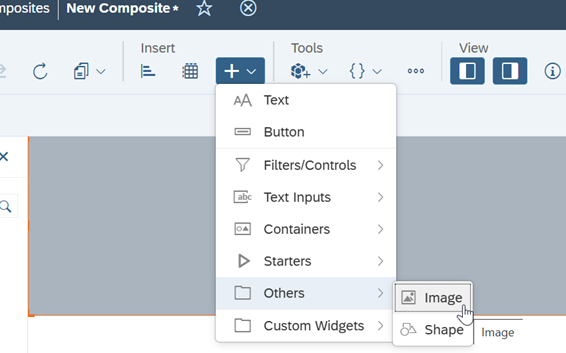 mposites New Composite*
Insert Tools View
Text
Button
Filters/Controls
abc Text Inputs
Containers
Starters
Others
Image
Custom Widgets
Shape
Image